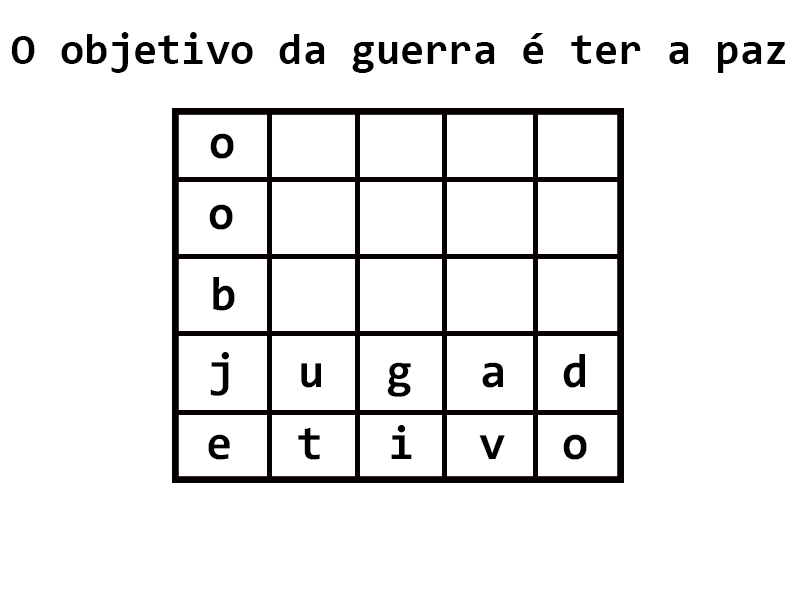 O objetivo da guerra é ter a paz
o
o
b
j u g a d
e t i v o